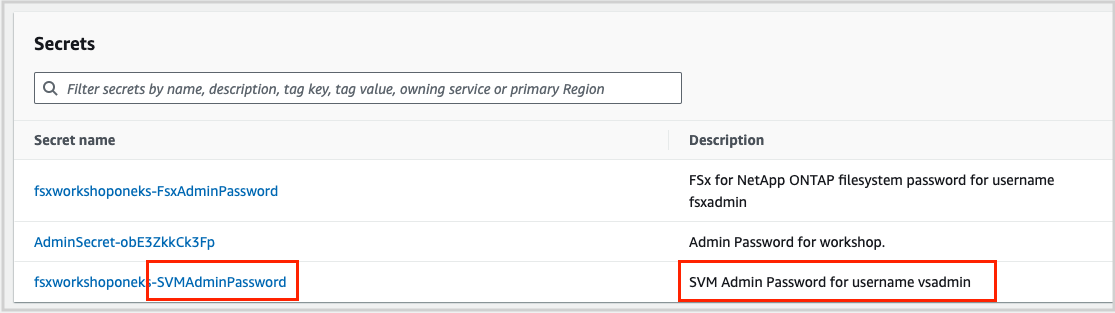 Secrets
Filter secrets by name, description, tag key, tag value, owning service or primary Region
Secret name
Description
fsxworkshoponeks-FsxAdminPassword
FSx for NetApp ONTAP filesystem password for username
fsxadmin
AdminSecret-obE3ZkkCk3Fp
Admin Password for workshop.
fsxworkshoponeks-SVMAdminPassword
SVM Admin Password for username vsadmin